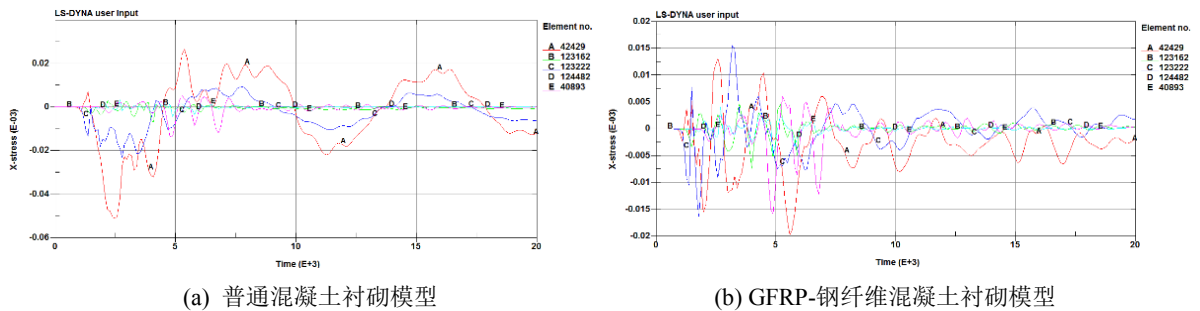 LS-DYNA user input
Element no.
A 42429
B 123162
C 123222
D 124482
E 40893
X-stress (E-03)
0.02
0
-0.02
-0.04
-0.06
0
5
10
15
20
Time (E+3)
(a) 普通混凝土衬砌模型
LS-DYNA user input
Element no.
A 42429
B 123162
C 123222
D 124482
E 40893
X-stress (E-03)
0.02
0.015
0.01
0.005
0
-0.005
-0.01
-0.015
-0.02
0
5
10
15
20
Time (E+3)
(b) GFRP-钢纤维混凝土衬砌模型